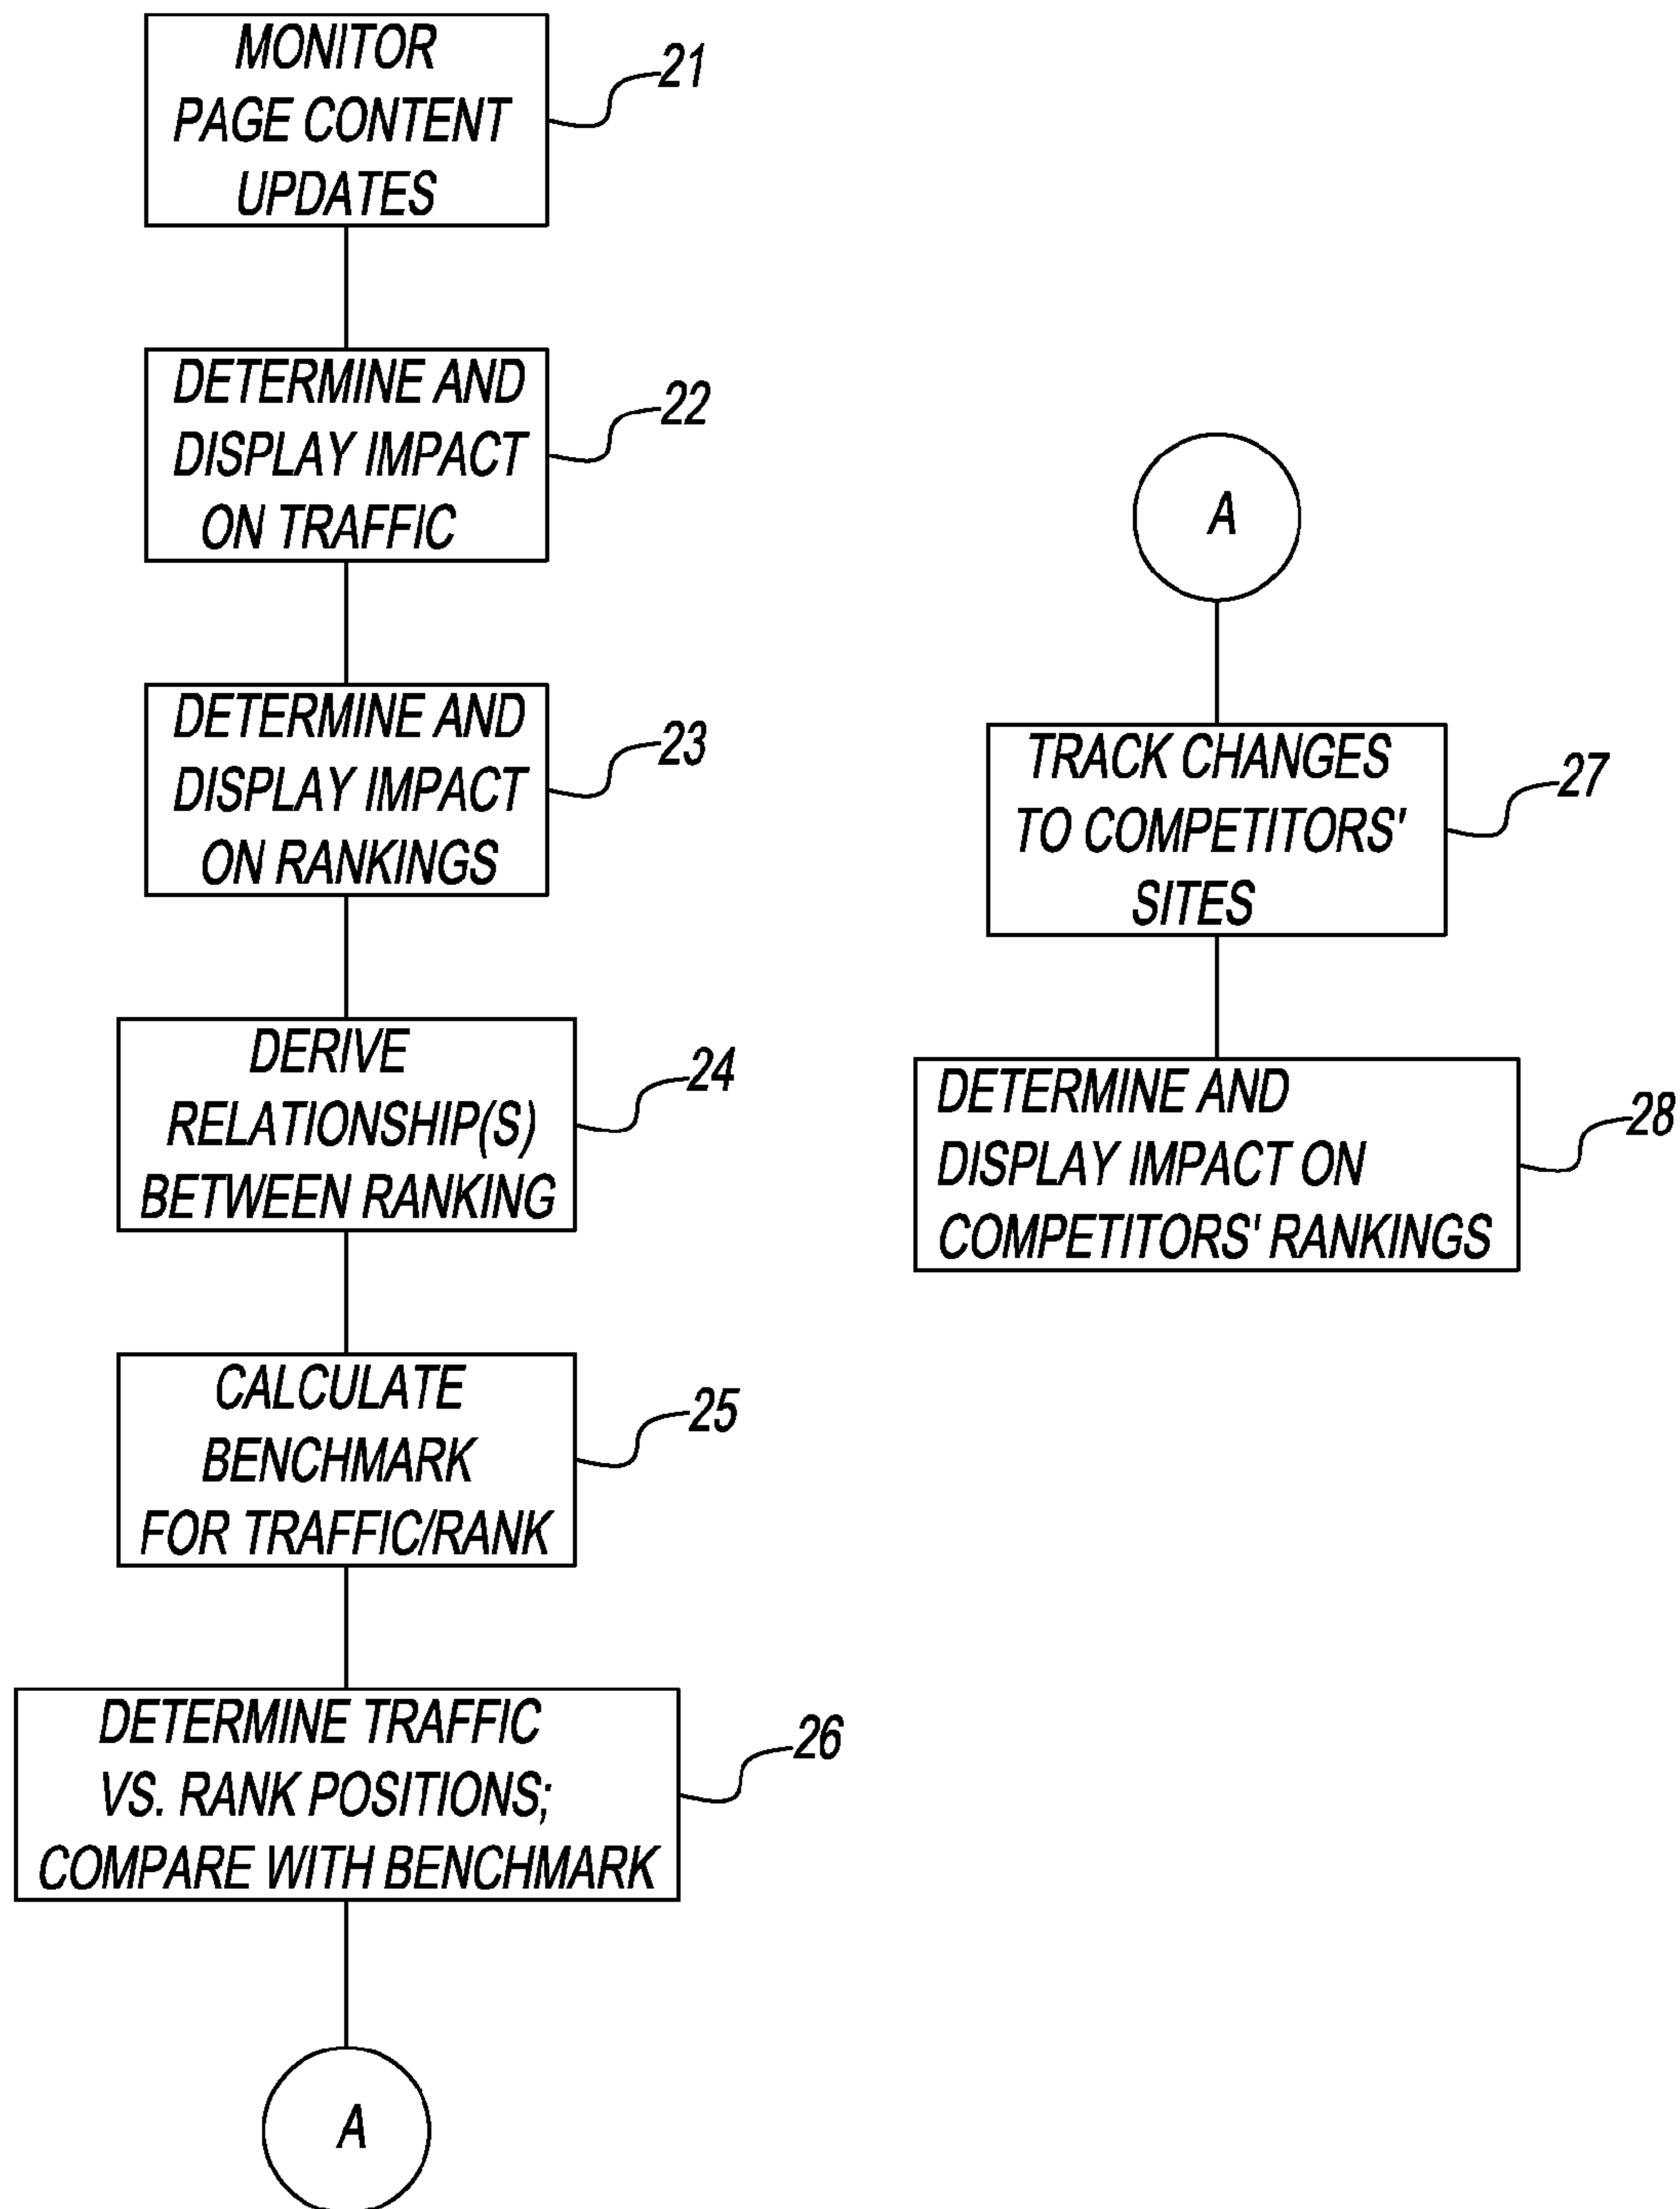 MONITOR
PAGE CONTENT
UPDATES
21
DETERMINE AND
DISPLAY IMPACT
ON TRAFFIC
22
DETERMINE AND
DISPLAY IMPACT
ON RANKINGS
23
DERIVE
RELATIONSHIP(S)
BETWEEN RANKING
24
CALCULATE
BENCHMARK
FOR TRAFFIC/RANK
25
DETERMINE TRAFFIC
VS. RANK POSITIONS;
COMPARE WITH BENCHMARK
26
A
A
TRACK CHANGES
TO COMPETITORS'
SITES
27
DETERMINE AND
DISPLAY IMPACT ON
COMPETITORS' RANKINGS
28